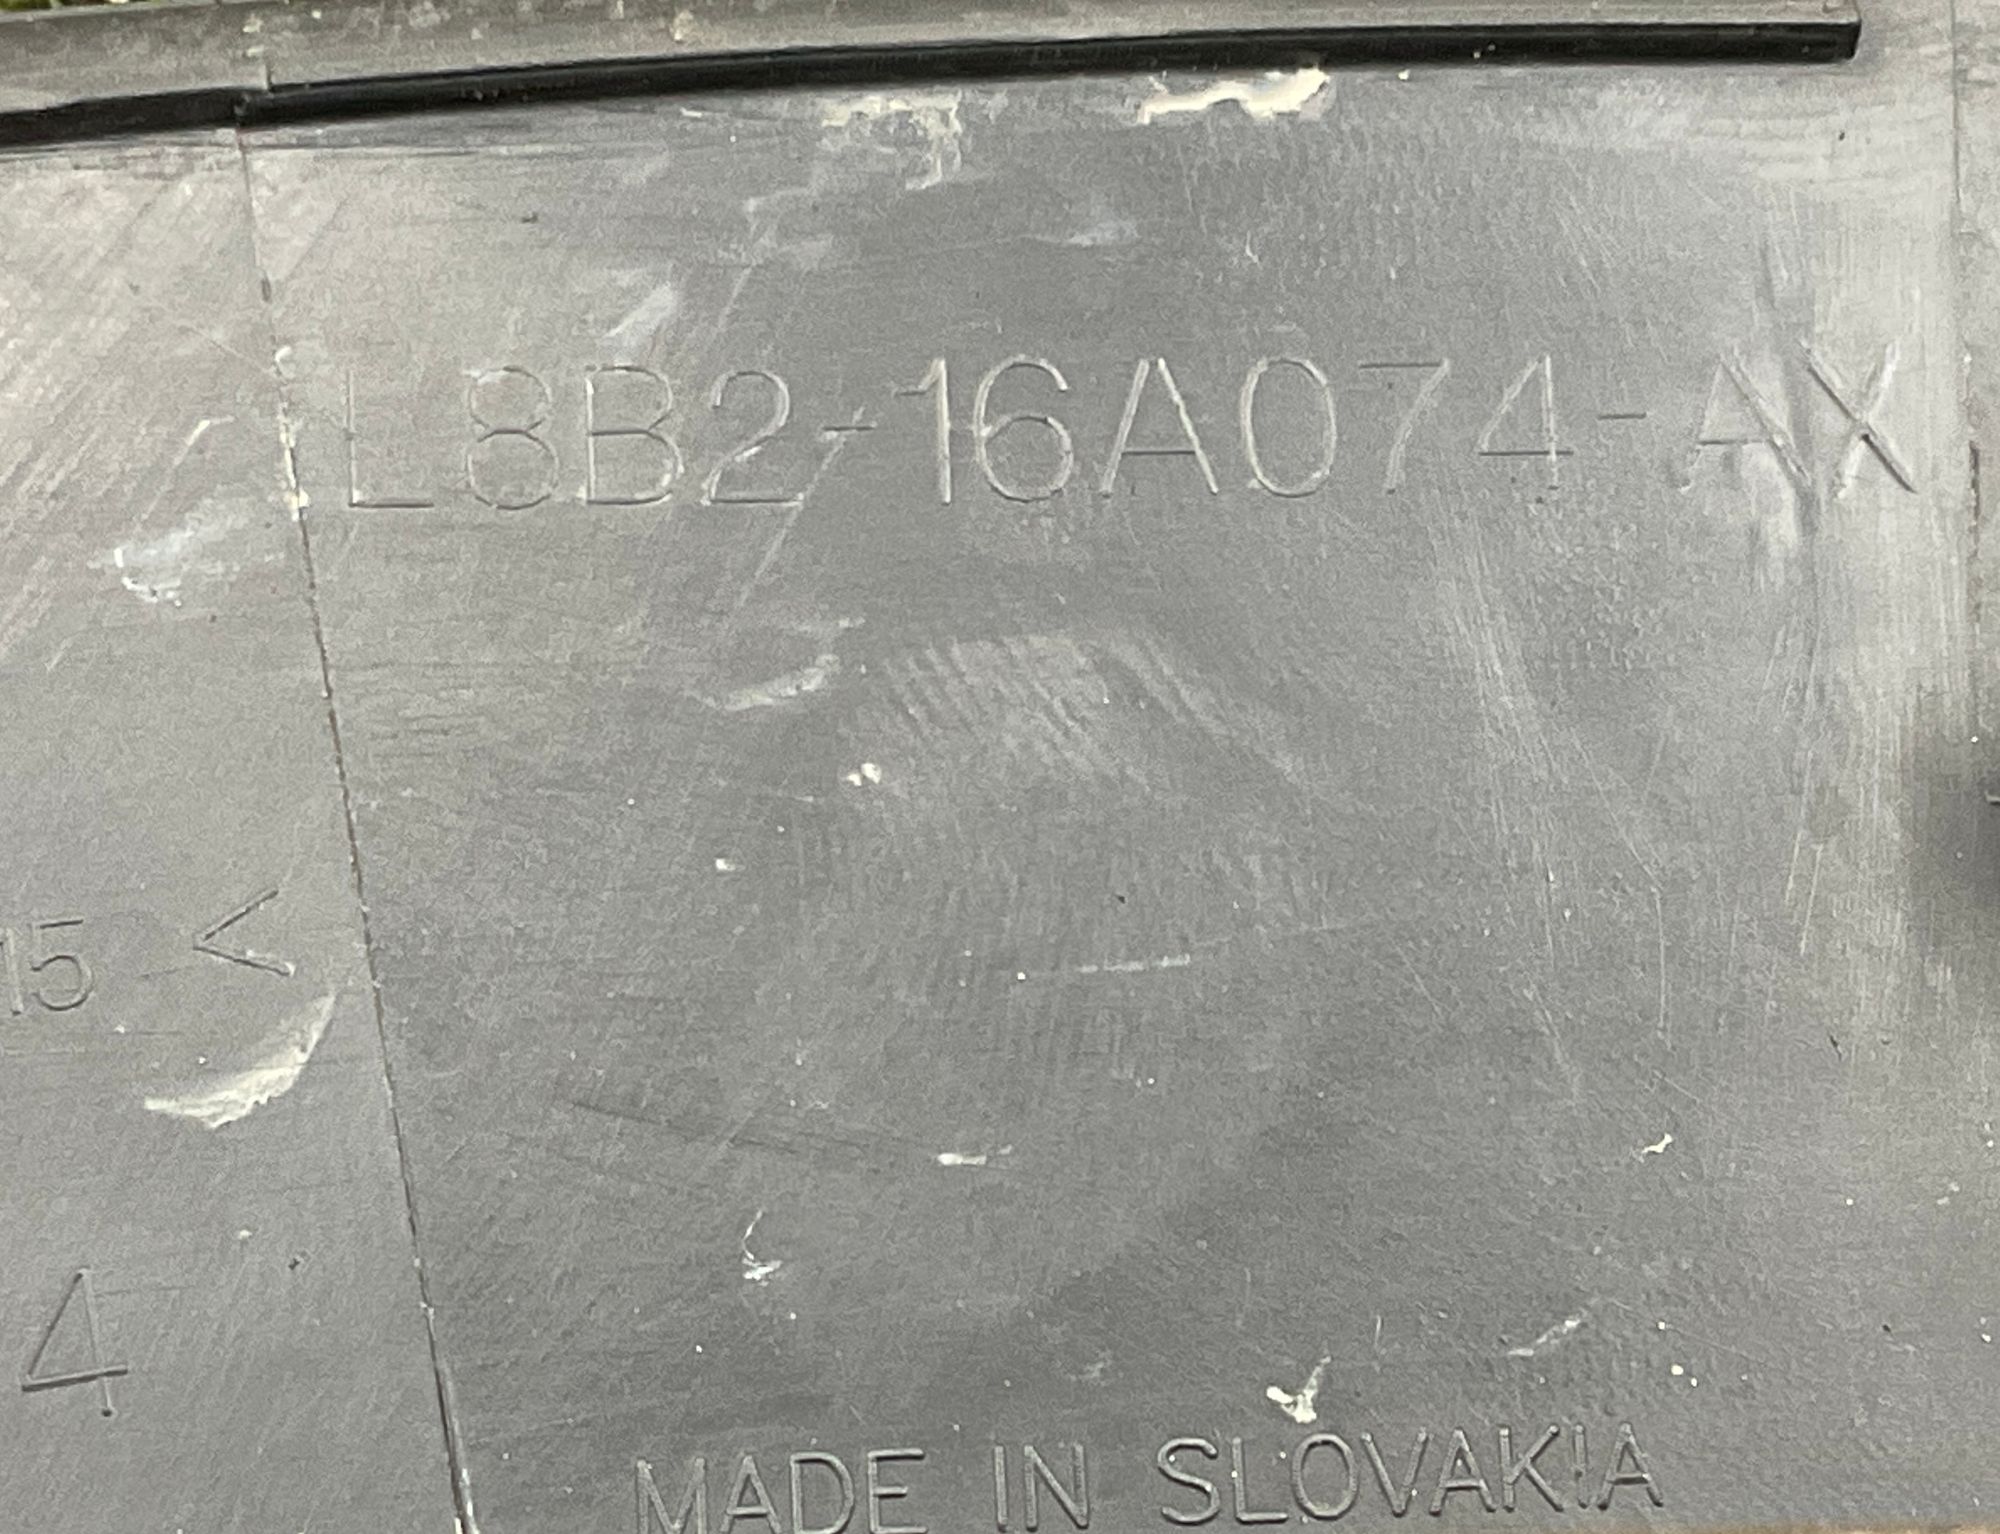 L8B2-16A074-AX
15 <
4
MADE IN SLOVAKIA